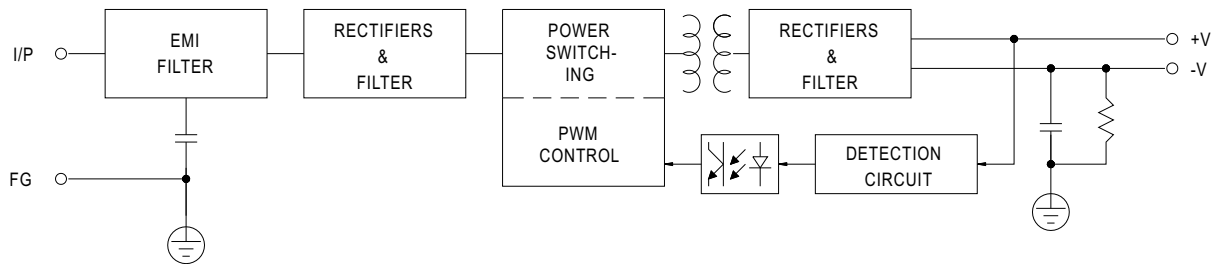 I/P
EMI
FILTER
RECTIFIERS
&
FILTER
POWER
SWITCH-
ING
PWM
CONTROL
RECTIFIERS
&
FILTER
+V
-V
DETECTION
CIRCUIT
FG